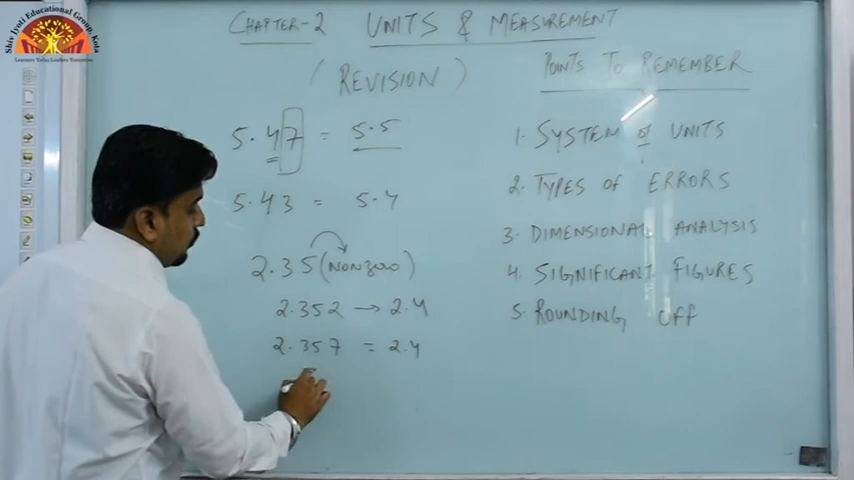 Shiv Jyoti Educational Group, Kota
Learners Today Leaders Tomorrow
CHAPTER-2 UNITS & MEASUREMENT
(REVISION)
5.47 = 5.5
5.43 = 5.4
2.35(NONZERO)
2.352 → 2.4
2.357 = 2.4
POINTS TO REMEMBER
1. SYSTEM of UNITS
2. TYPES OF ERRORS
3. DIMENSIONAL ANALYSIS
4. SIGNIFICANT FIGURES
5. ROUNDING OFF